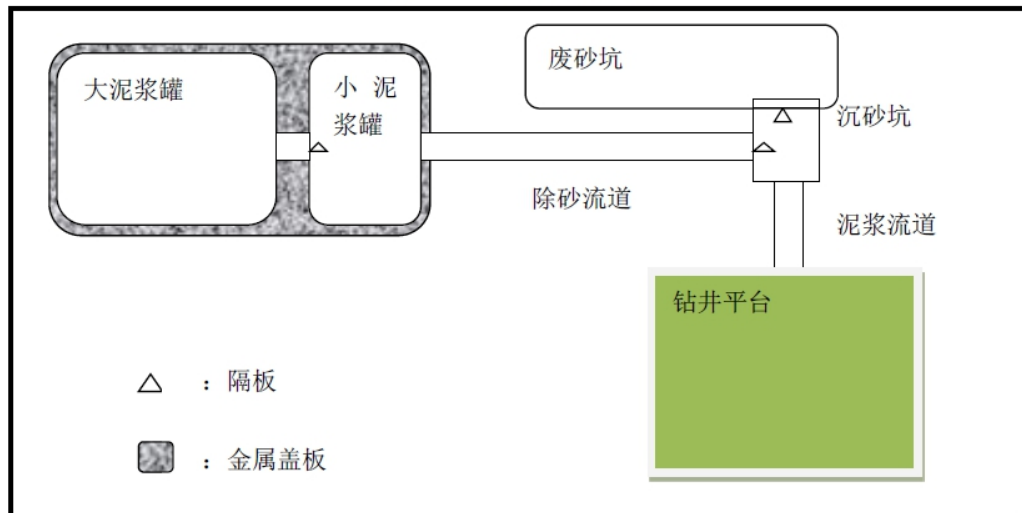 大泥浆罐
小 泥
浆罐
废砂坑
沉砂坑
除砂流道
泥浆流道
钻井平台
：隔板
：金属盖板